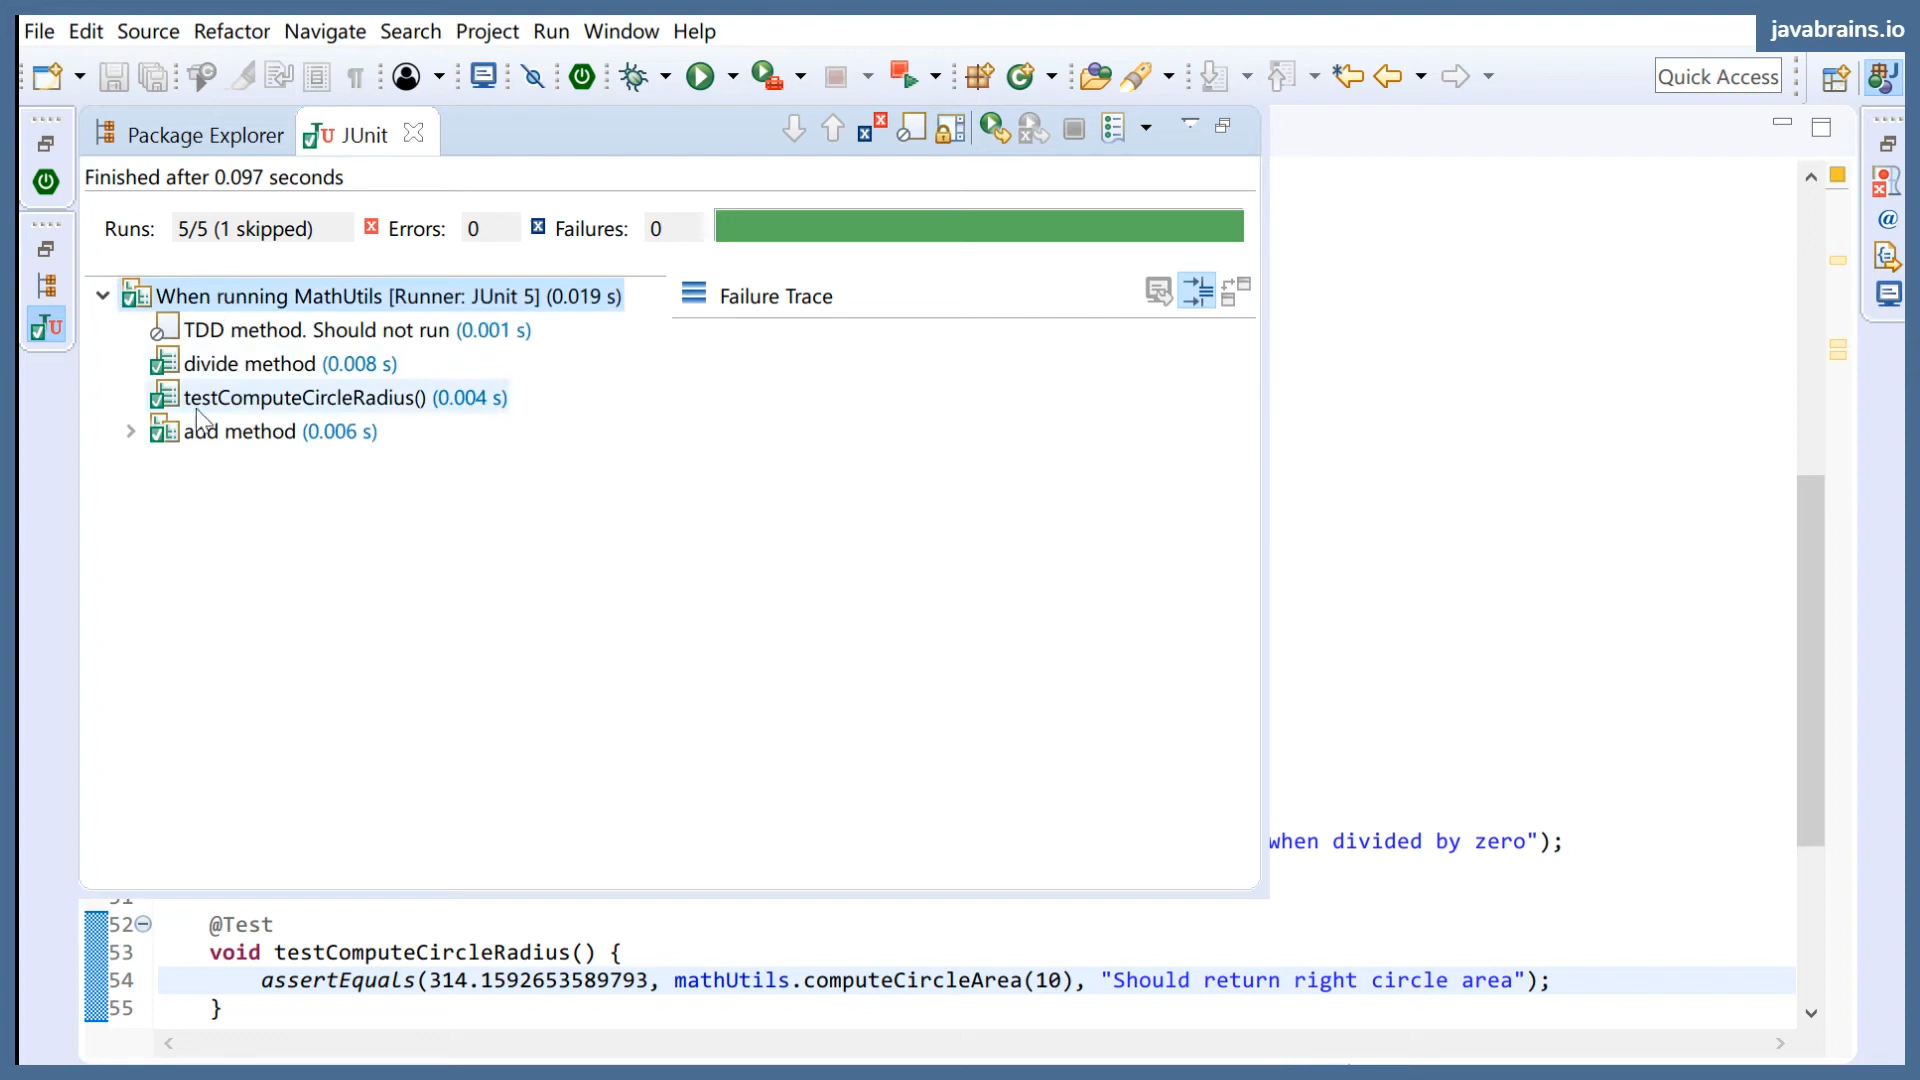 File Edit Source Refactor Navigate Search Project Run Window Help
javabrains.io
Quick Access
Package Explorer
JUnit
Finished after 0.097 seconds
Runs: 5/5 (1 skipped) Errors: 0 Failures: 0
When running MathUtils [Runner: JUnit 5] (0.019 s)
Failure Trace
TDD method. Should not run (0.001 s)
divide method (0.008 s)
testComputeCircleRadius() (0.004 s)
add method (0.006 s)
when divided by zero");
51
52 @Test
53 void testComputeCircleRadius() {
54 assertEquals(314.1592653589793, mathUtils.computeCircleArea(10), "Should return right circle area");
55 }